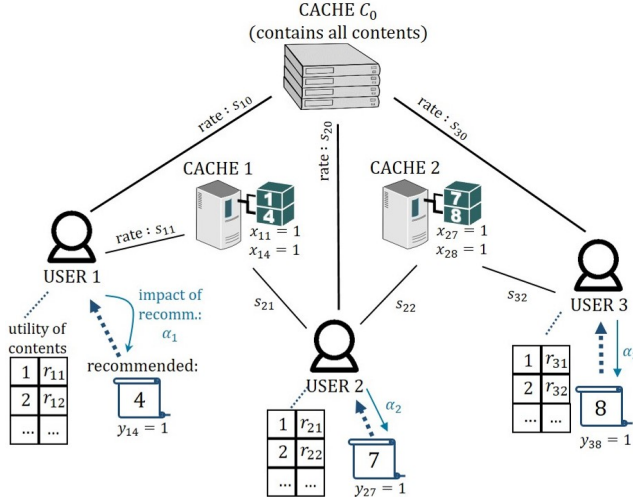 CACHE C₀
(contains all contents)
rate: s₁₀
rate: s₂₀
rate: s₃₀
CACHE 1
1
4
x₁₁ = 1
x₁₄ = 1
CACHE 2
7
8
x₂₇ = 1
x₂₈ = 1
rate: s₁₁
s₂₁
s₂₂
s₃₂
USER 1
impact of
recomm.:
α₁
utility of
contents
1 r₁₁
2 r₁₂
... ...
recommended:
4
y₁₄ = 1
USER 2
α₂
1 r₂₁
2 r₂₂
... ...
7
y₂₇ = 1
USER 3
α
1 r₃₁
2 r₃₂
... ...
8
y₃₈ = 1